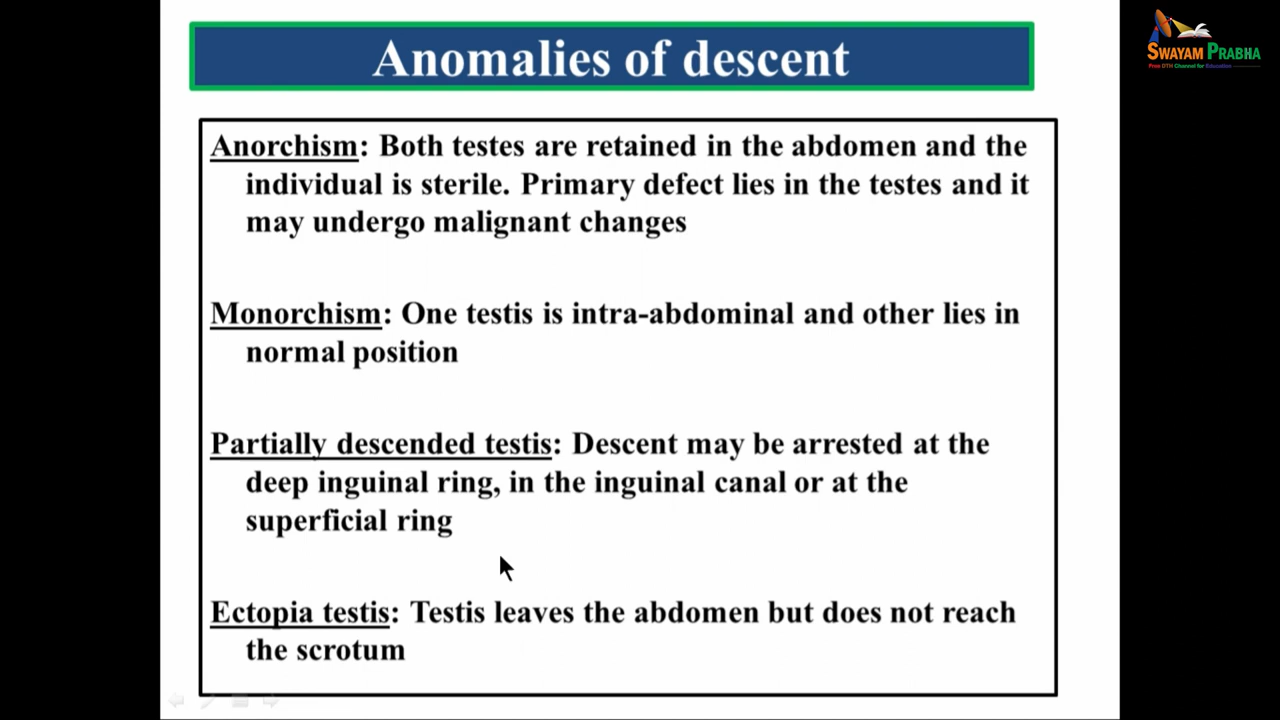 Anomalies of descent
SWAYAM PRABHA
Free DTH Channel for Education
Anorchism: Both testes are retained in the abdomen and the
individual is sterile. Primary defect lies in the testes and it
may undergo malignant changes
Monorchism: One testis is intra-abdominal and other lies in
normal position
Partially descended testis: Descent may be arrested at the
deep inguinal ring, in the inguinal canal or at the
superficial ring
Ectopia testis: Testis leaves the abdomen but does not reach
the scrotum